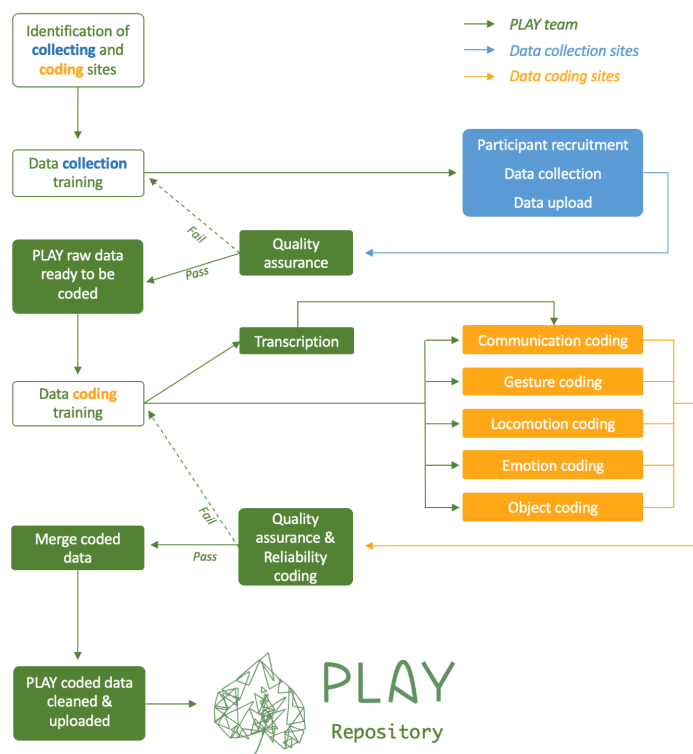 Identification of
collecting and
coding sites
PLAY team
Data collection sites
Data coding sites
Data collection
training
Participant recruitment
Data collection
Data upload
Fail
Quality
assurance
Pass
PLAY raw data
ready to be
coded
Transcription
Communication coding
Gesture coding
Data coding
training
Locomotion coding
Emotion coding
Object coding
Fail
Quality
assurance &
Reliability
coding
Pass
Merge coded
data
PLAY coded data
cleaned &
uploaded
PLAY
Repository